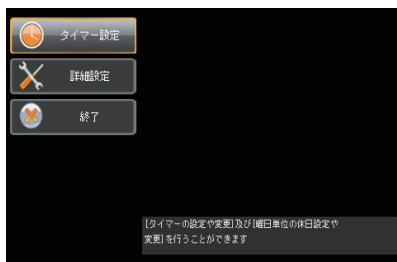 タイマー設定
詳細設定
終了
[タイマーの設定や変更]及び[曜日単位の休日設定や
変更]を行うことができます